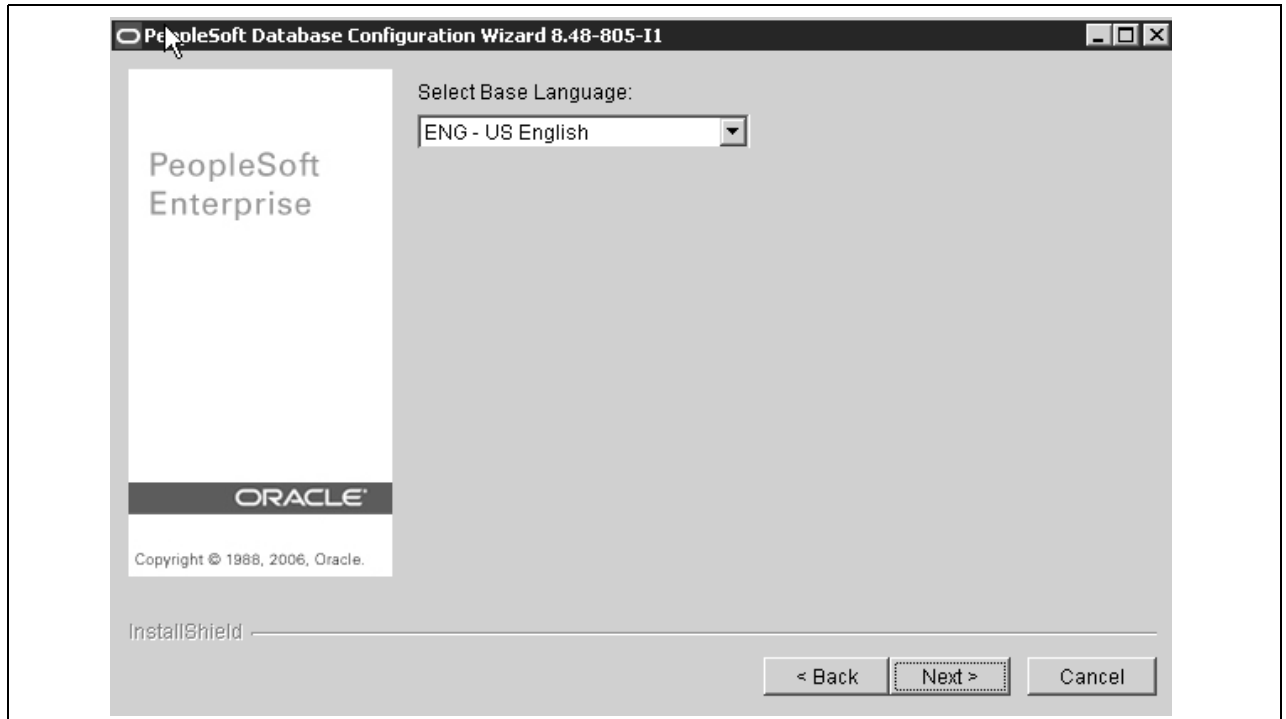 PeopleSoft Database Configuration Wizard 8.48-805-I1
Select Base Language:
ENG - US English
PeopleSoft
Enterprise
ORACLE
Copyright © 1988, 2006, Oracle.
InstallShield
< Back Next > Cancel